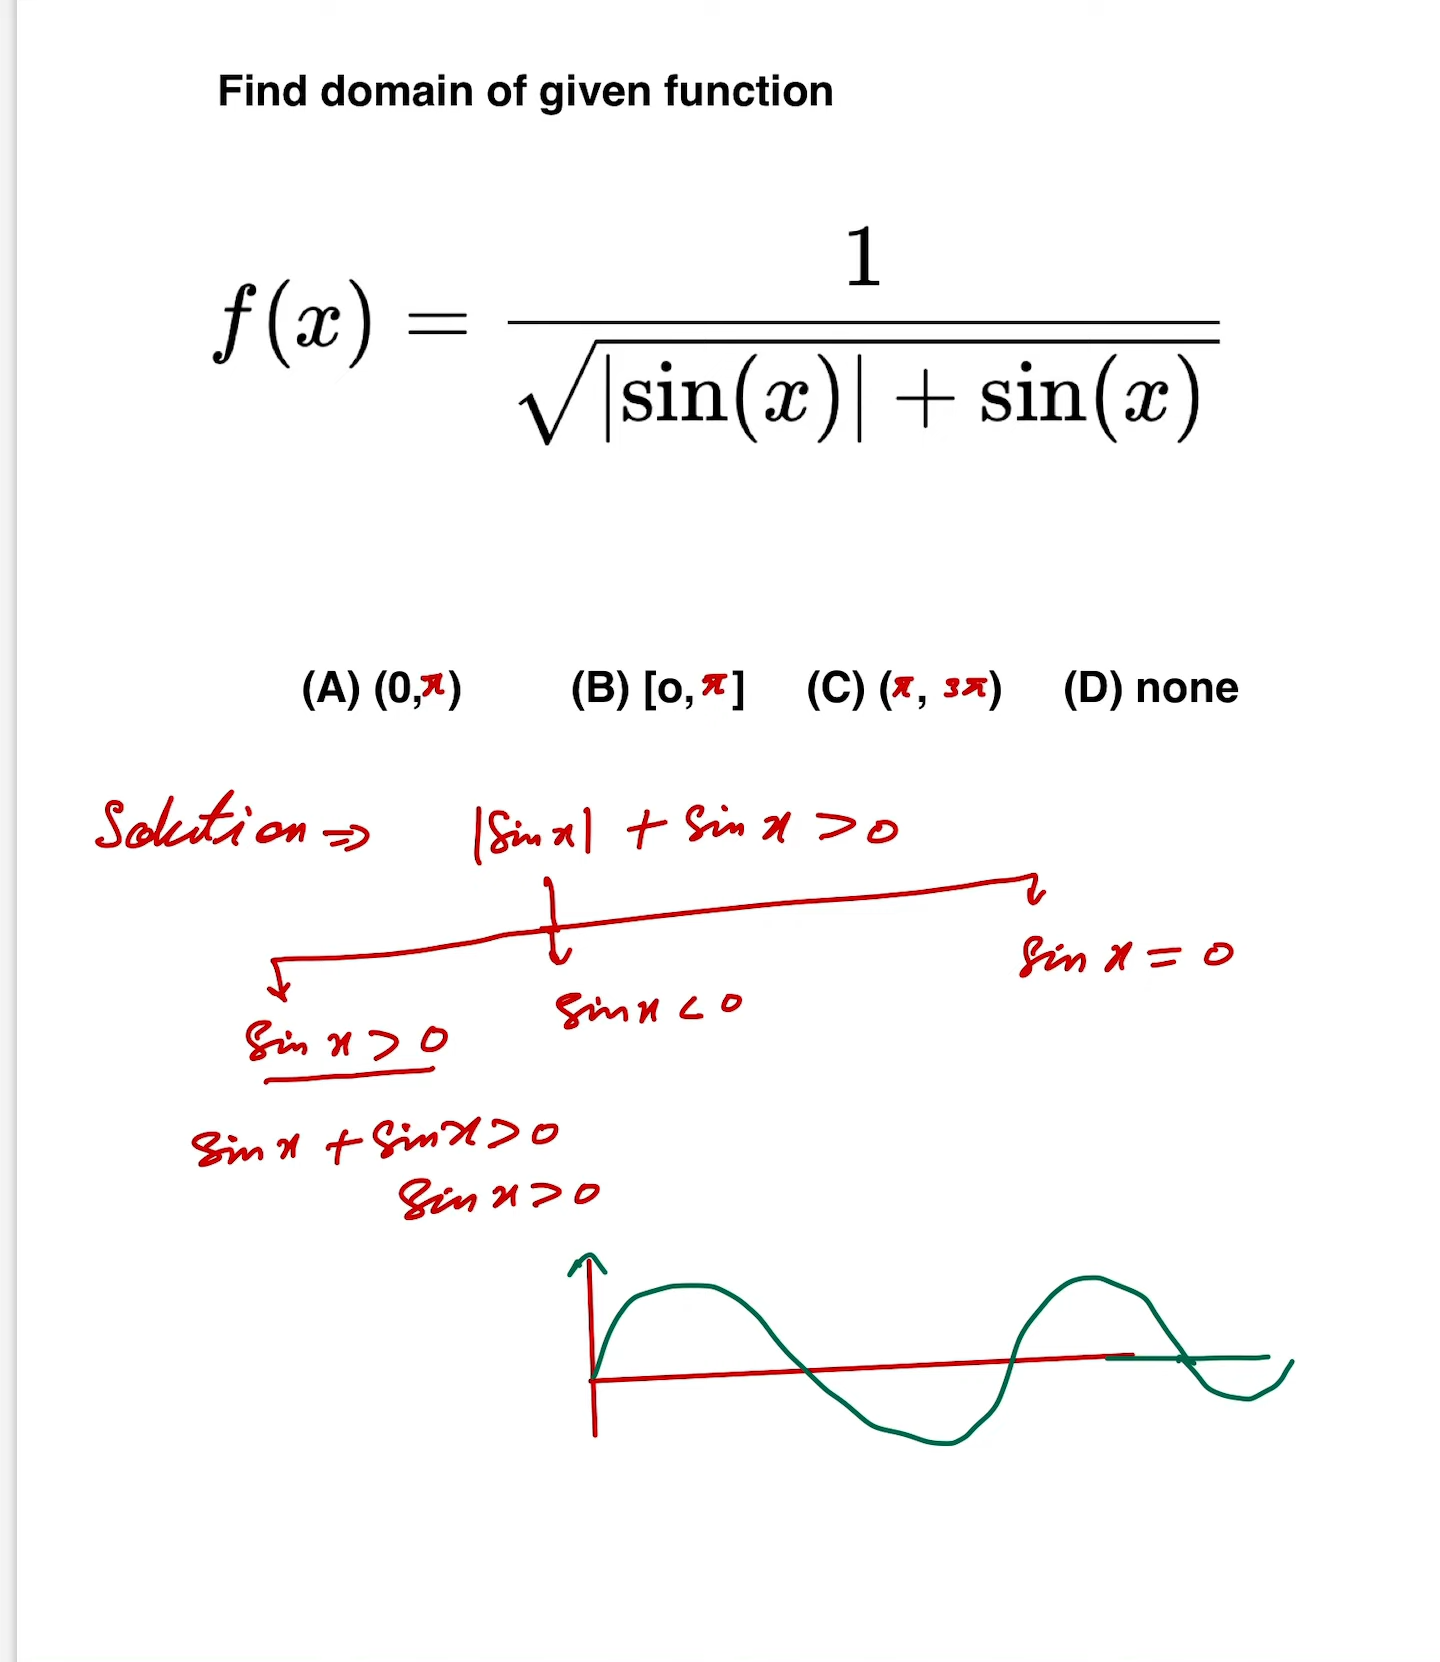 Find domain of given function
f(x) = 1 / √(|sin(x)| + sin(x))
(A) (0,π) (B) [o, π] (C) (π, 3π) (D) none
Solution ⇒ |Sin x| + Sin x > 0
Sin x = 0
Sin x < 0
Sin x > 0
Sin x + Sin x > 0
Sin x > 0